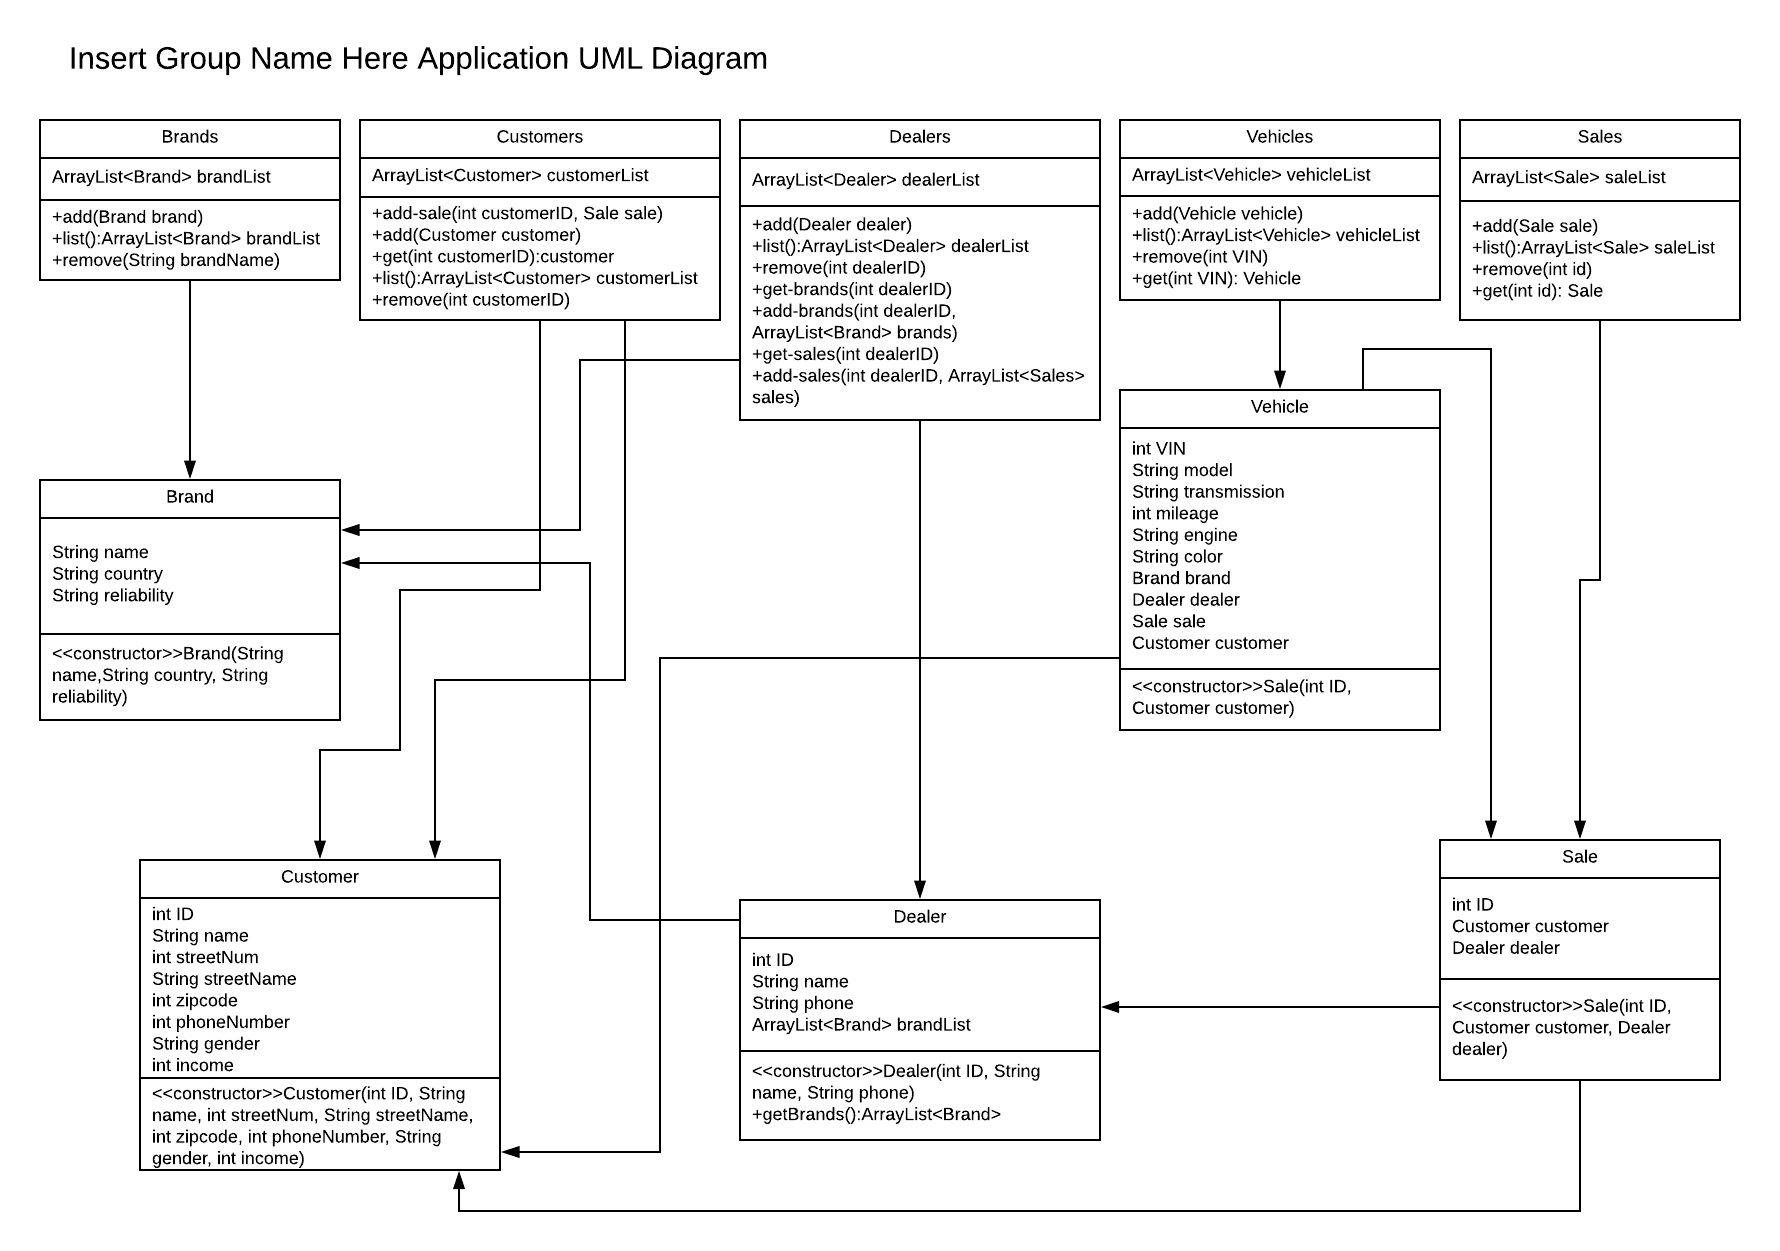 Insert Group Name Here Application UML Diagram
Brands
ArrayList<Brand> brandList
+add(Brand brand)
+list():ArrayList<Brand> brandList
+remove(String brandName)
Customers
ArrayList<Customer> customerList
+add-sale(int customerID, Sale sale)
+add(Customer customer)
+get(int customerID):customer
+list():ArrayList<Customer> customerList
+remove(int customerID)
Dealers
ArrayList<Dealer> dealerList
+add(Dealer dealer)
+list():ArrayList<Dealer> dealerList
+remove(int dealerID)
+get-brands(int dealerID)
+add-brands(int dealerID,
ArrayList<Brand> brands)
+get-sales(int dealerID)
+add-sales(int dealerID, ArrayList<Sales>
sales)
Vehicles
ArrayList<Vehicle> vehicleList
+add(Vehicle vehicle)
+list():ArrayList<Vehicle> vehicleList
+remove(int VIN)
+get(int VIN): Vehicle
Sales
ArrayList<Sale> saleList
+add(Sale sale)
+list():ArrayList<Sale> saleList
+remove(int id)
+get(int id): Sale
Brand
String name
String country
String reliability
<<constructor>>Brand(String
name,String country, String
reliability)
Vehicle
int VIN
String model
String transmission
int mileage
String engine
String color
Brand brand
Dealer dealer
Sale sale
Customer customer
<<constructor>>Sale(int ID,
Customer customer)
Customer
int ID
String name
int streetNum
String streetName
int zipcode
int phoneNumber
String gender
int income
<<constructor>>Customer(int ID, String
name, int streetNum, String streetName,
int zipcode, int phoneNumber, String
gender, int income)
Dealer
int ID
String name
String phone
ArrayList<Brand> brandList
<<constructor>>Dealer(int ID, String
name, String phone)
+getBrands():ArrayList<Brand>
Sale
int ID
Customer customer
Dealer dealer
<<constructor>>Sale(int ID,
Customer customer, Dealer
dealer)